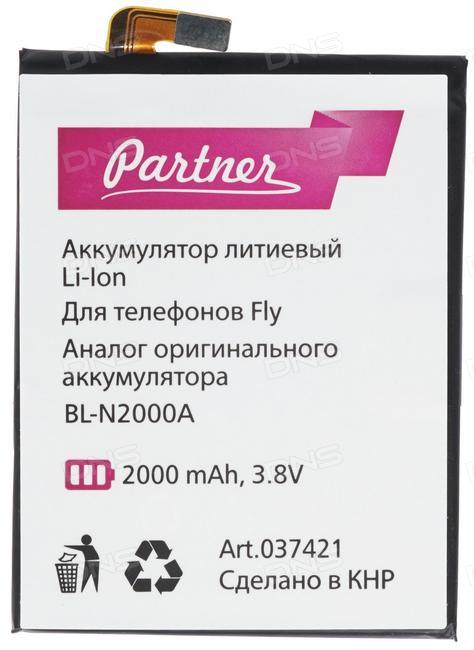 Partner
Аккумулятор литиевый
Li-Ion
Для телефонов Fly
Аналог оригинального
аккумулятора
BL-N2000A
2000 mAh, 3.8V
Art.037421
Сделано в КНР
DNS